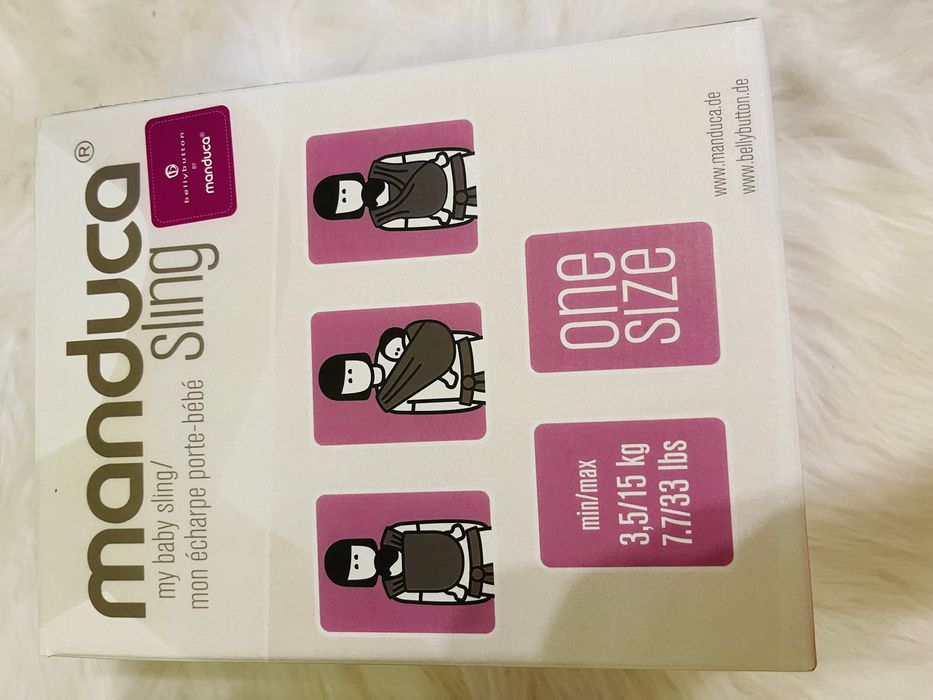 manduca®
my baby sling/ sling
mon écharpe porte-bébé
bellybutton
BY
manduca®
min/max
3,5/15 kg
7.7/33 lbs
one
size
www.manduca.de
www.bellybutton.de